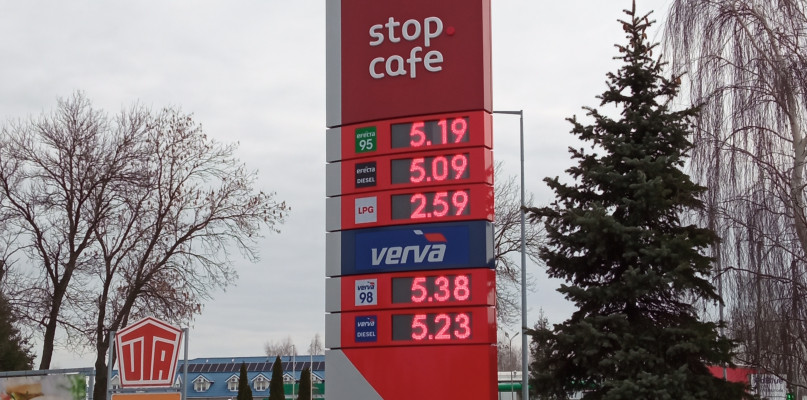 stop.
cafe
efecta
95
5.19
efecta
DIESEL
5.09
LPG
2.59
verva
verva
98
5.38
verva
DIESEL
5.23
UTA